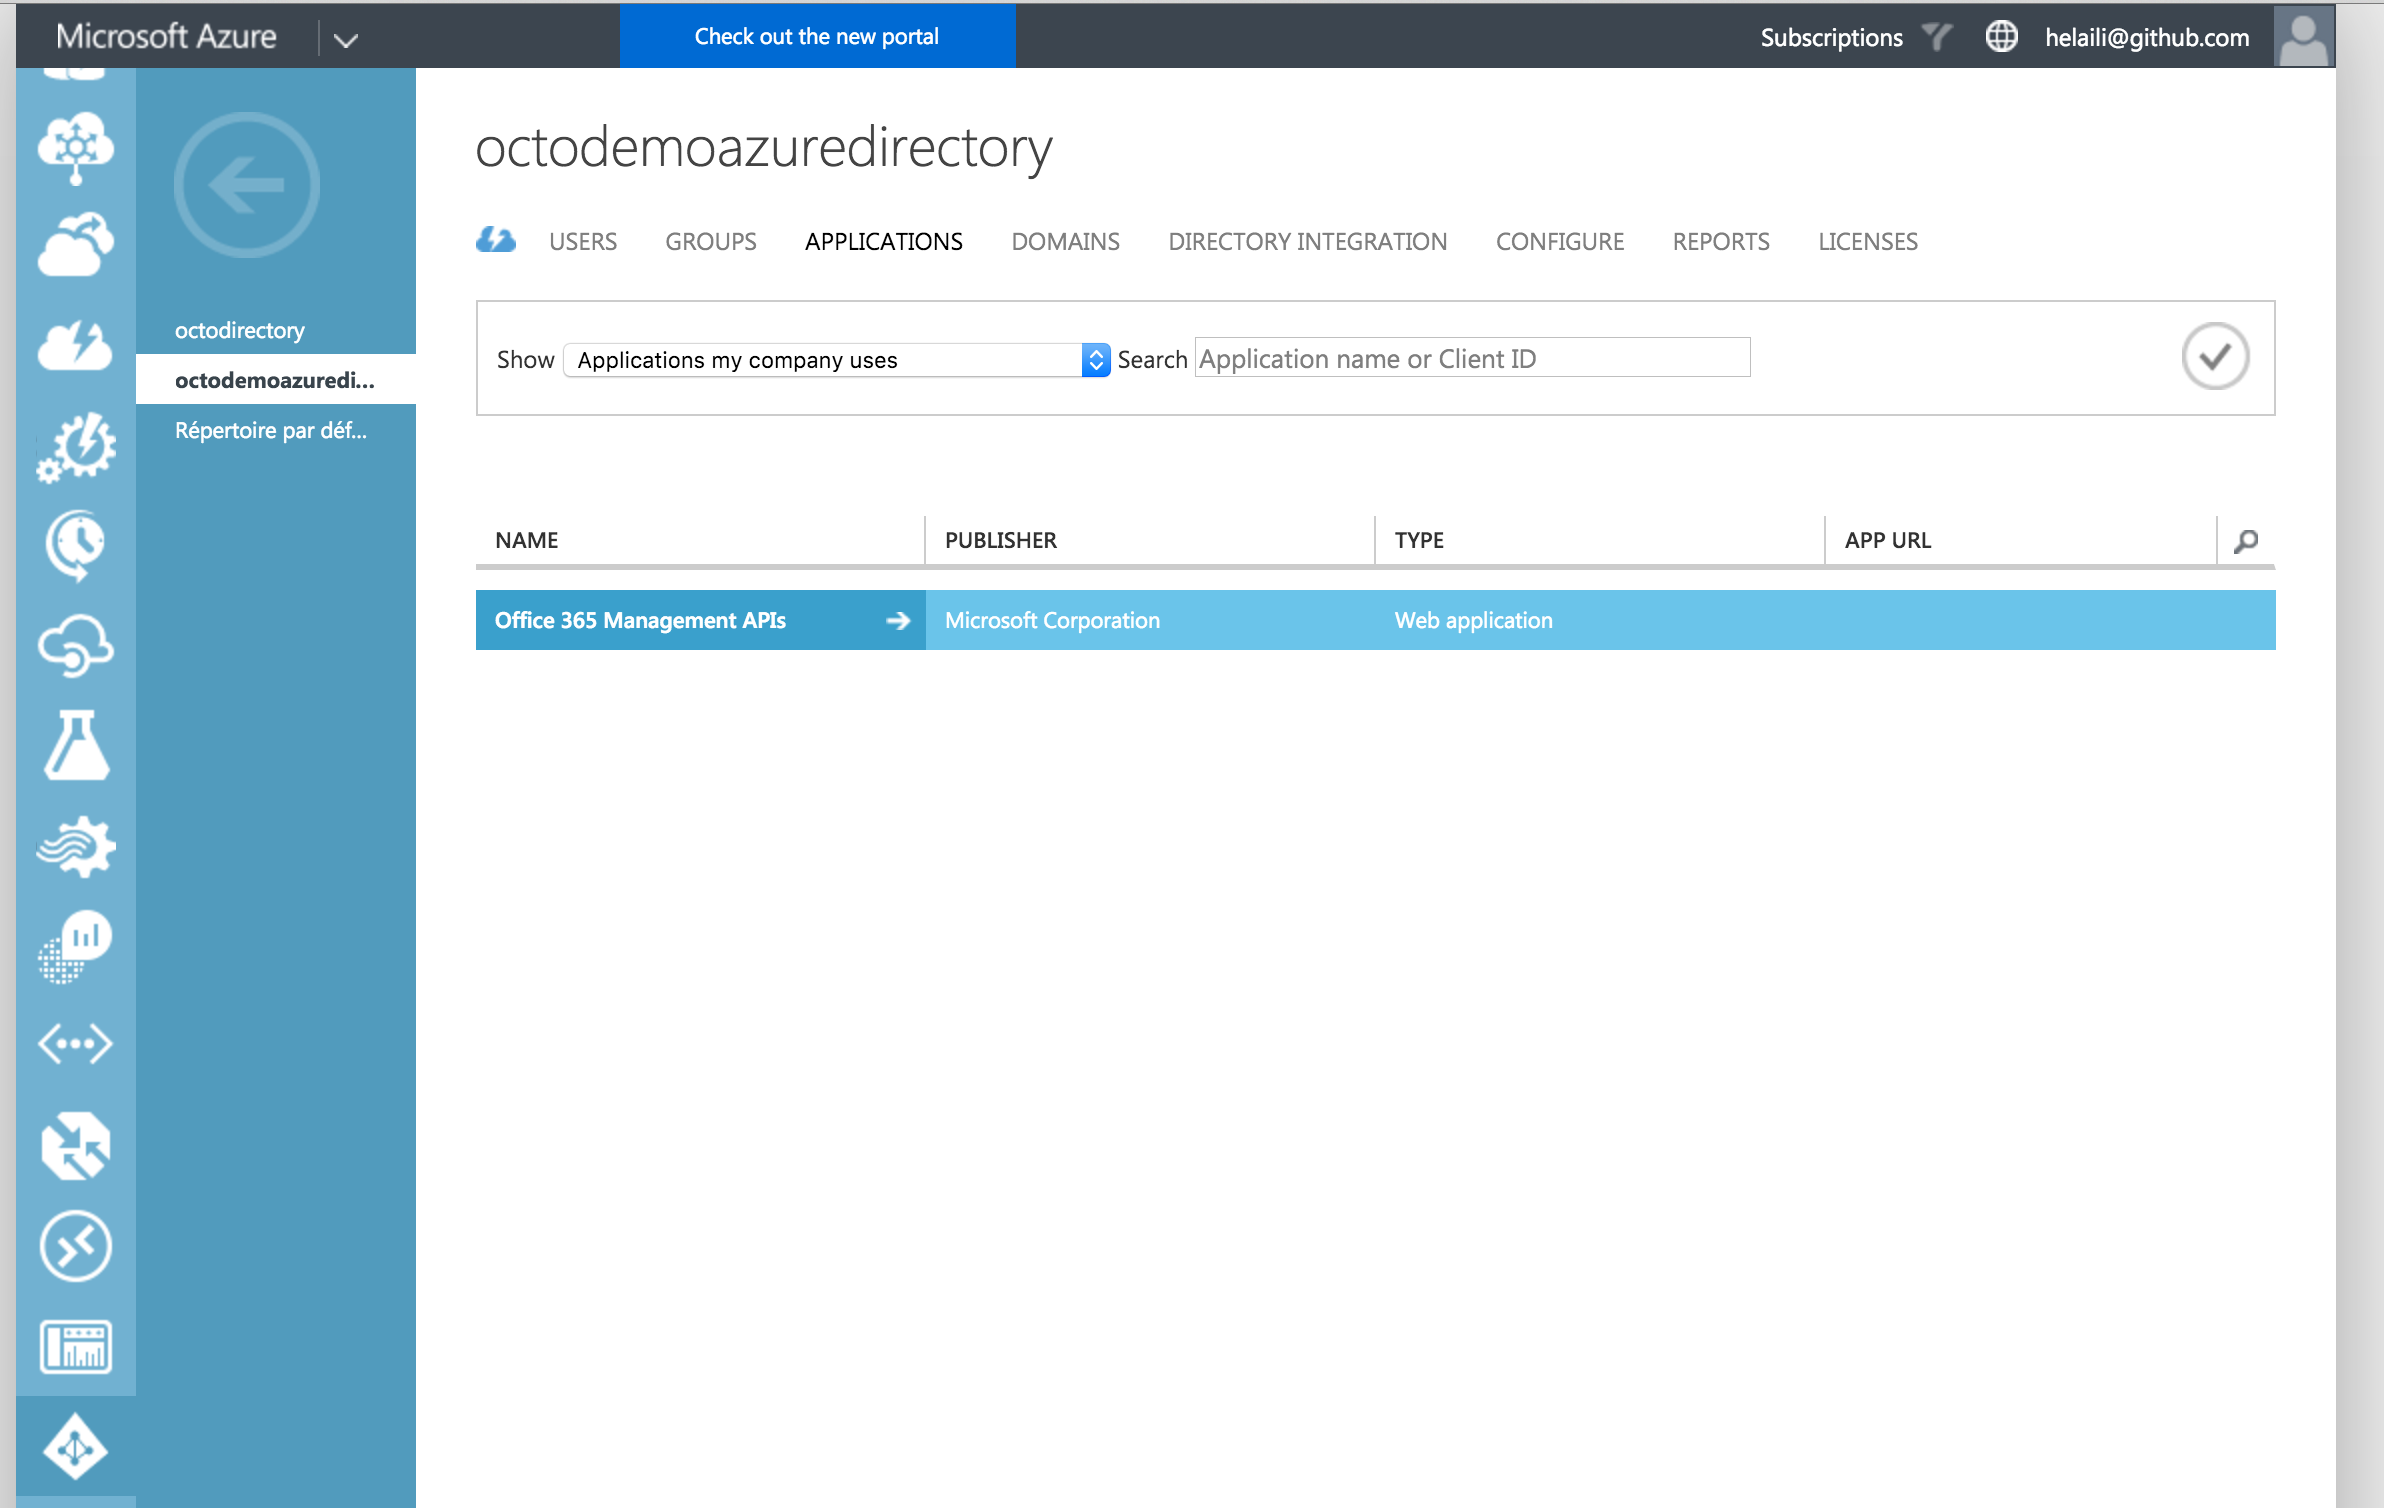 Microsoft Azure
Check out the new portal
Subscriptions
helaili@github.com
octodirectory
octodemoazuredi...
Répertoire par déf...
octodemoazuredirectory
USERS GROUPS APPLICATIONS DOMAINS DIRECTORY INTEGRATION CONFIGURE REPORTS LICENSES
Show Applications my company uses Search Application name or Client ID
NAME PUBLISHER TYPE APP URL
Office 365 Management APIs Microsoft Corporation Web application